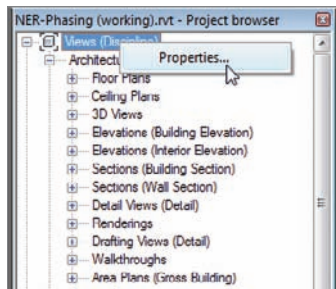 NER-Phasing (working).rvt - Project browser
Views (Discipline)
Properties...
Architectu
Floor Plans
Ceiling Plans
3D Views
Elevations (Building Elevation)
Elevations (Interior Elevation)
Sections (Building Section)
Sections (Wall Section)
Detail Views (Detail)
Renderings
Drafting Views (Detail)
Walkthroughs
Area Plans (Gross Building)